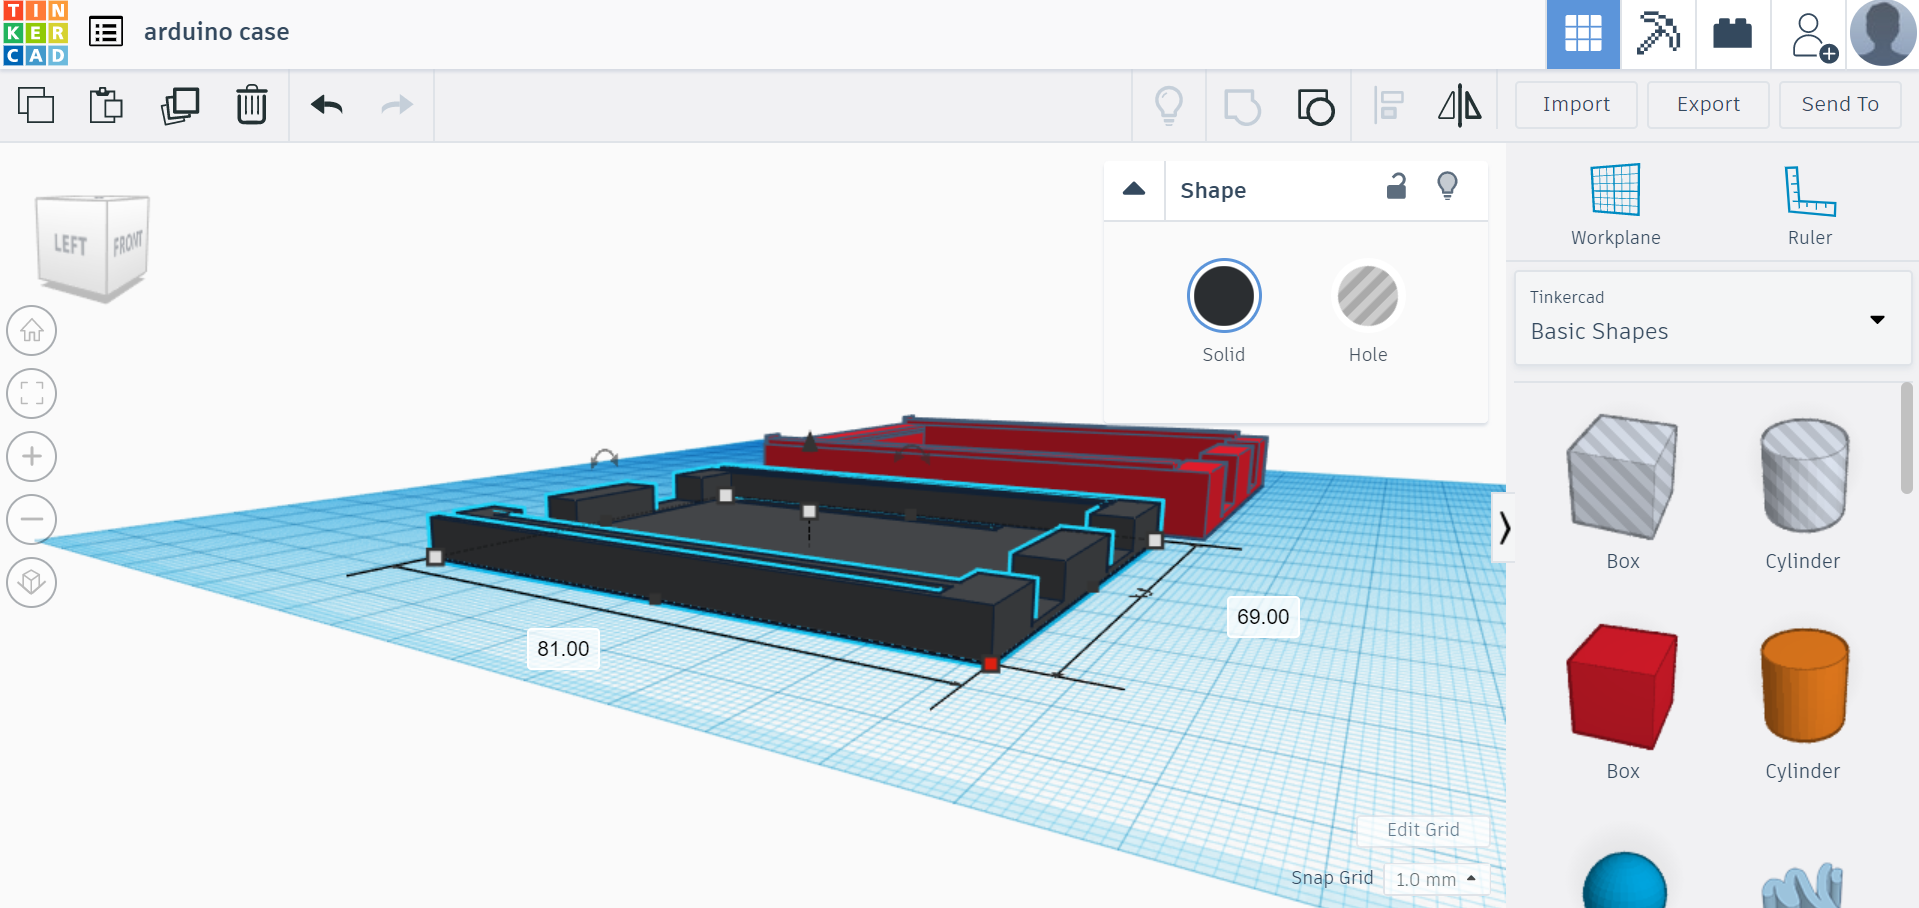 TIN
KER
CAD
arduino case
Import
Export
Send To
LEFT
FRONT
Shape
Solid
Hole
Workplane
Ruler
Tinkercad
Basic Shapes
Box
Cylinder
Box
Cylinder
81.00
69.00
Edit Grid
Snap Grid
1.0 mm